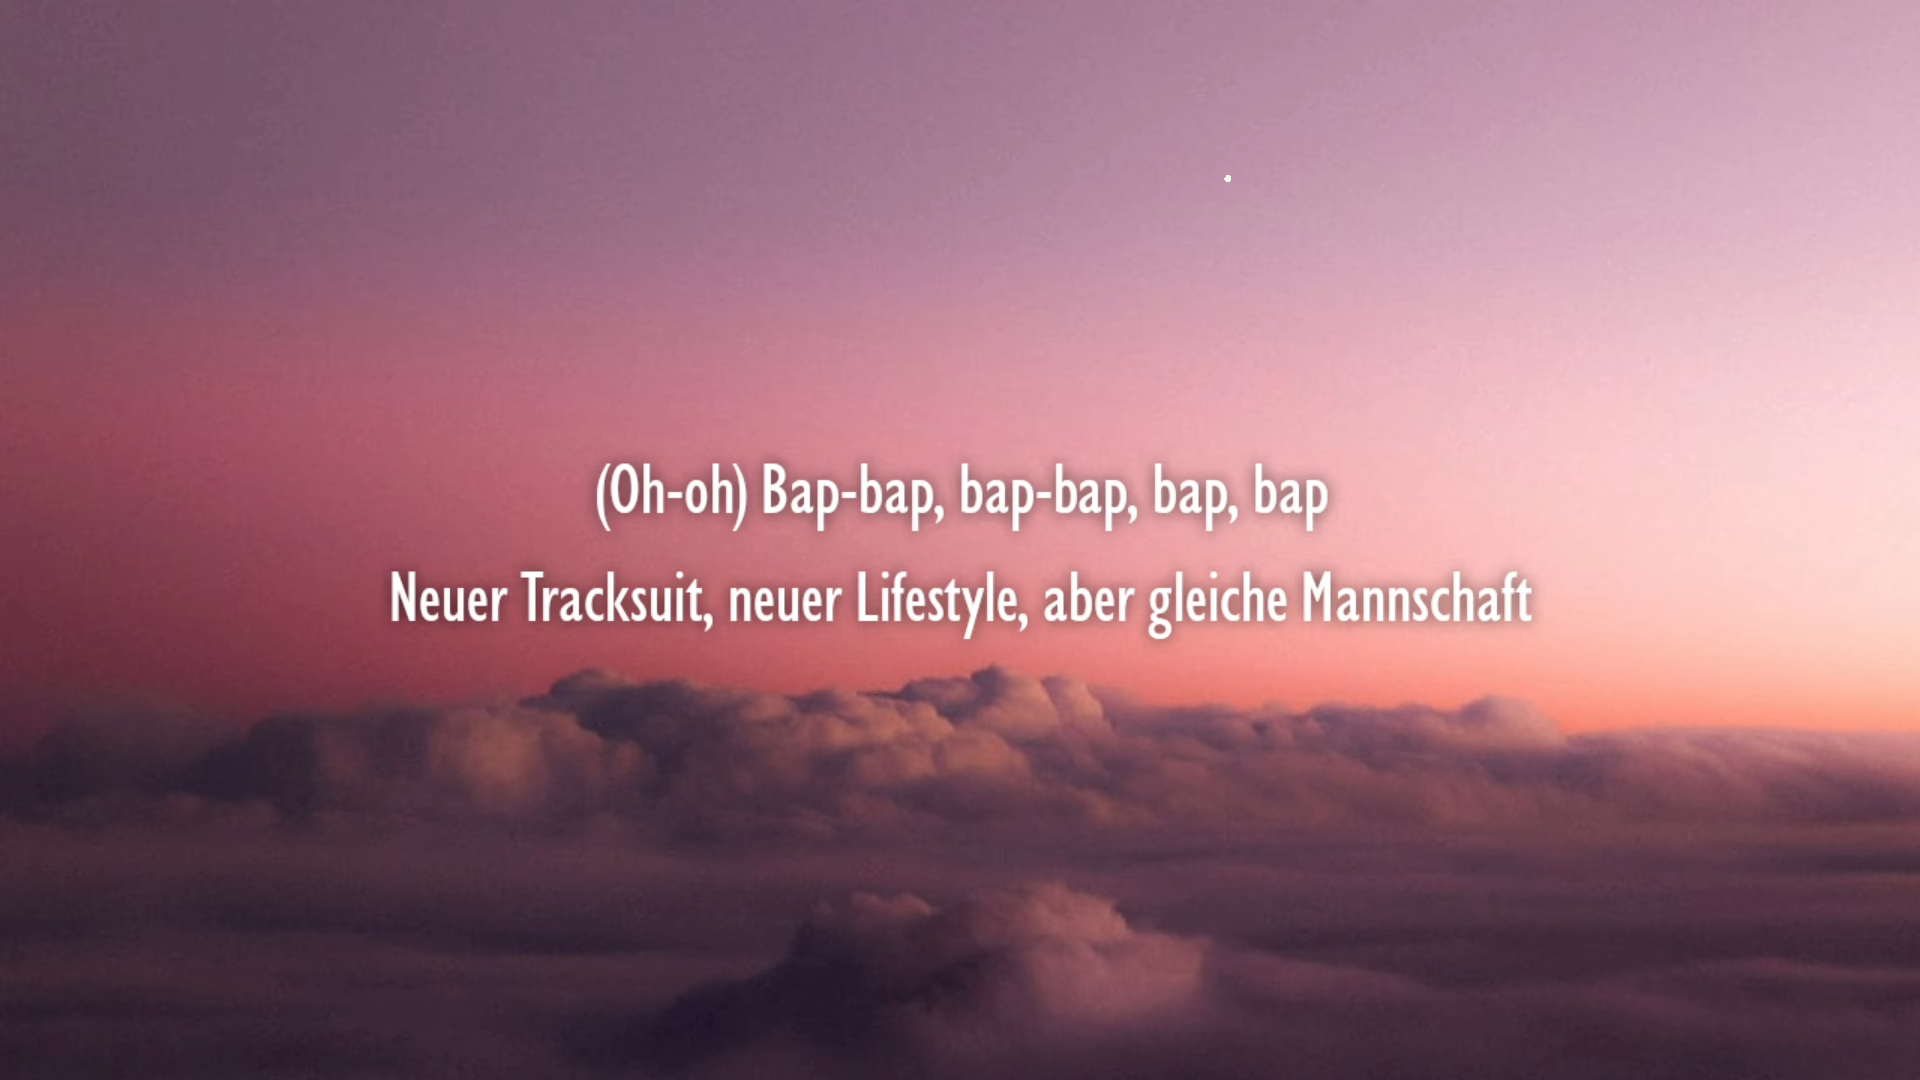 (Oh-oh) Bap-bap, bap-bap, bap, bap
Neuer Tracksuit, neuer Lifestyle, aber gleiche Mannschaft